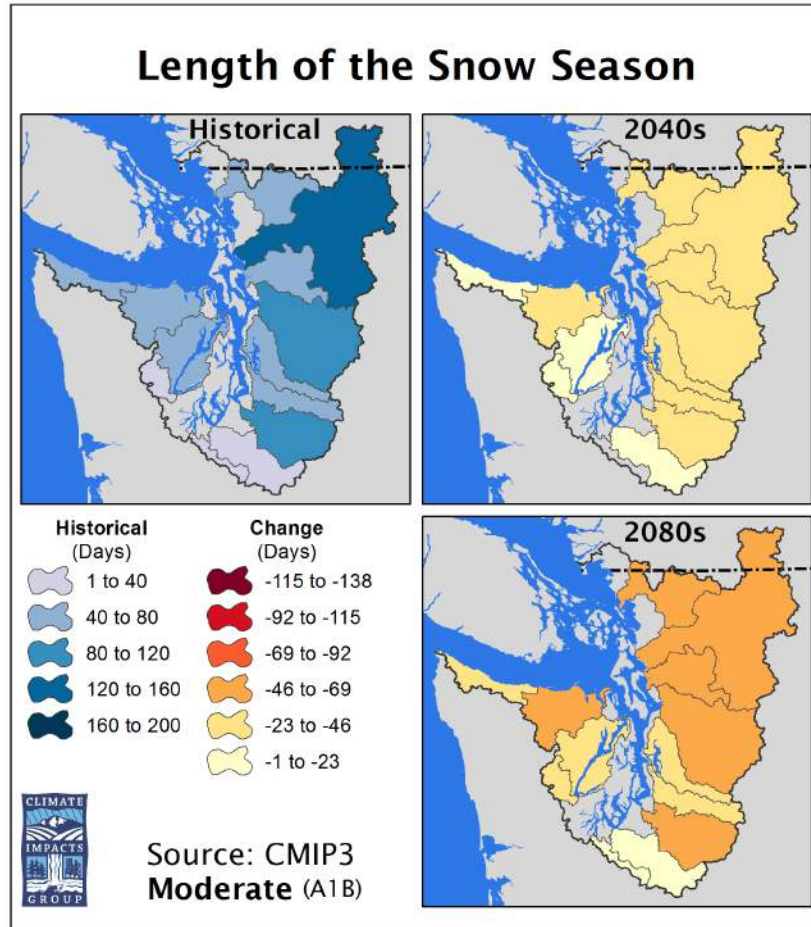 Length of the Snow Season
Historical
2040s
Historical
(Days)
1 to 40
40 to 80
80 to 120
120 to 160
160 to 200
Change
(Days)
-115 to -138
-92 to -115
-69 to -92
-46 to -69
-23 to -46
-1 to -23
2080s
CLIMATE
IMPACTS
GROUP
Source: CMIP3
Moderate (A1B)